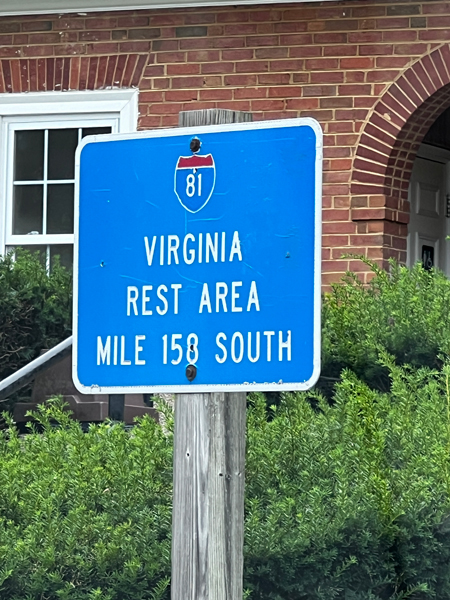 81
VIRGINIA
REST AREA
MILE 158 SOUTH